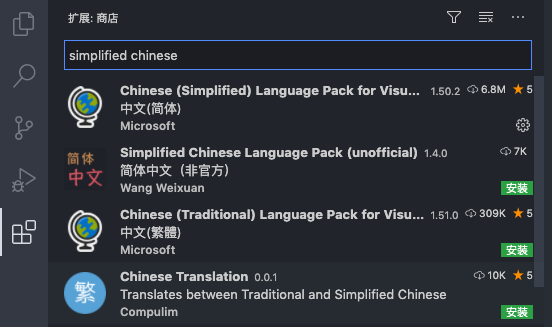 扩展: 商店
simplified chinese
Chinese (Simplified) Language Pack for Visu... 1.50.2 6.8M 5
中文(简体)
Microsoft
简体中文
Simplified Chinese Language Pack (unofficial) 1.4.0 7K
简体中文（非官方）
Wang Weixuan 安装
Chinese (Traditional) Language Pack for Visu... 1.51.0 309K 5
中文(繁體)
Microsoft 安装
繁
Chinese Translation 0.0.1 10K 5
Translates between Traditional and Simplified Chinese
Compulim 安装